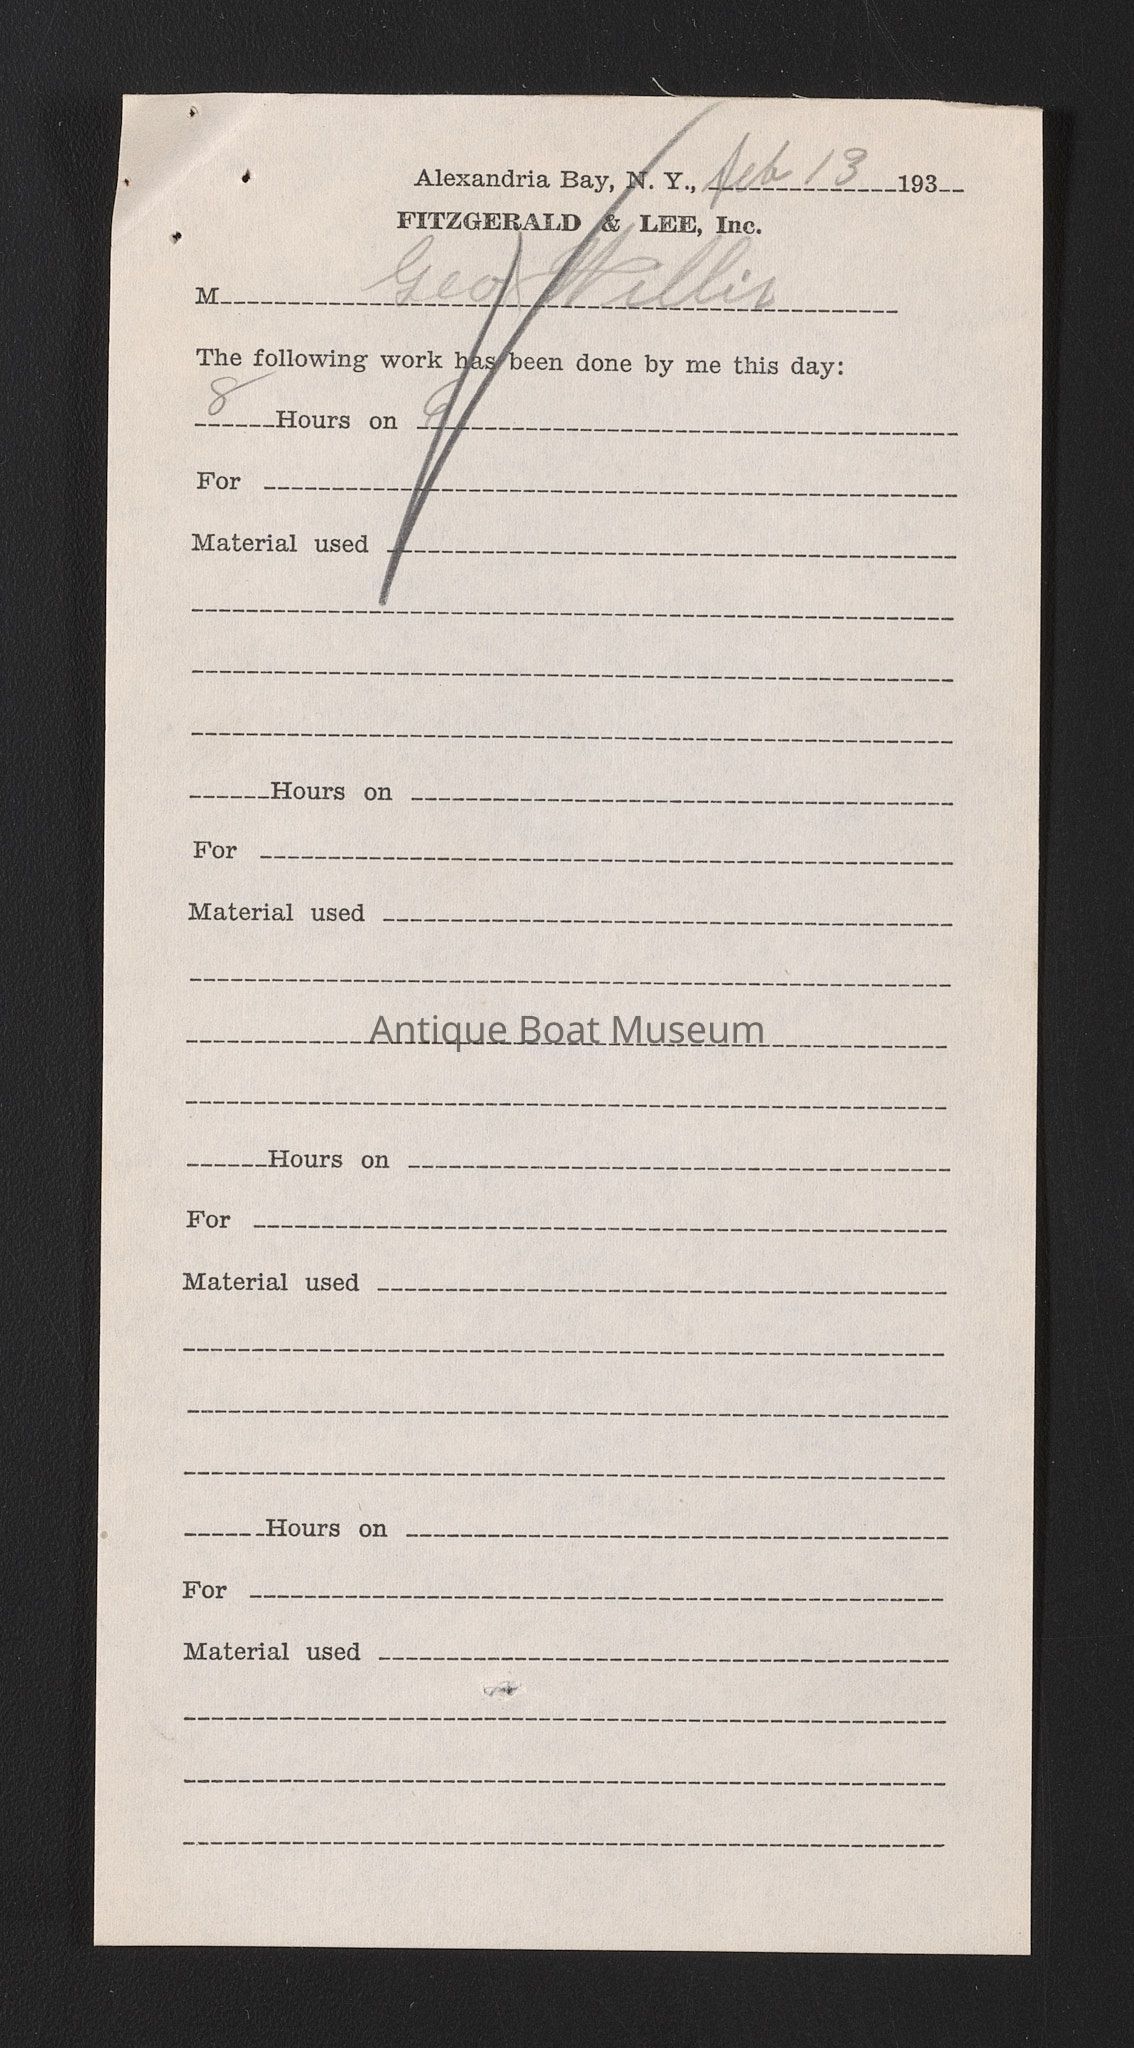 Alexandria Bay, N. Y., Feb 13 193
FITZGERALD & LEE, Inc.
M Geo Willis
The following work has been done by me this day:
8 Hours on
For
Material used
Hours on
For
Material used
Antique Boat Museum
Hours on
For
Material used
Hours on
For
Material used